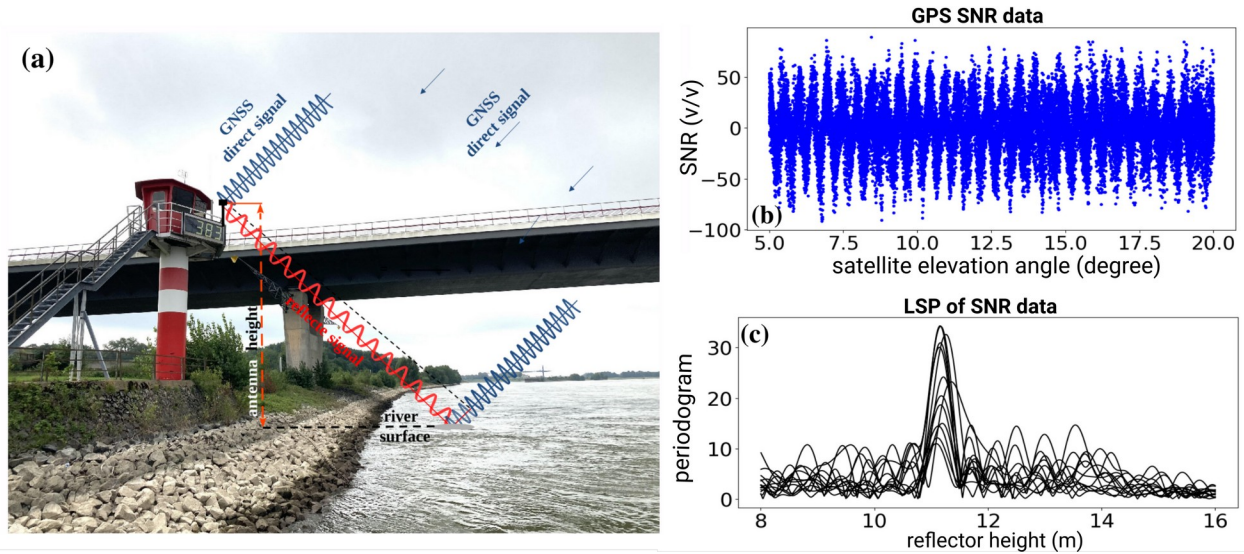 (a)
GNSS
direct signal
GNSS
direct signal
383
antenna height
reflecte signal
river
surface
GPS SNR data
SNR (v/v)
50
0
−50
−100
(b)
5.0 7.5 10.0 12.5 15.0 17.5 20.0
satellite elevation angle (degree)
LSP of SNR data
(c)
periodogram
30
20
10
0
8 10 12 14 16
reflector height (m)